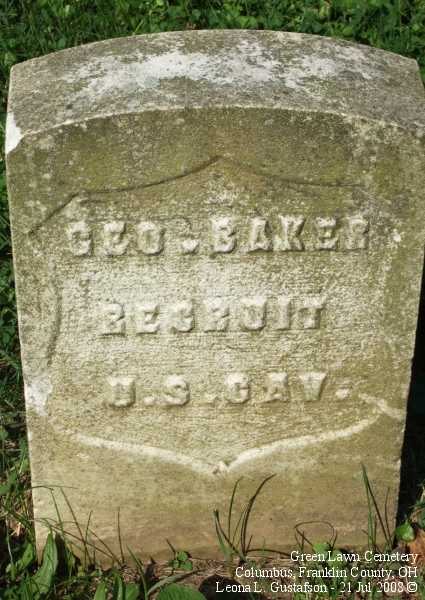 GEO. BAKER
RECRUIT
U.S. CAV.
Green Lawn Cemetery
Columbus, Franklin County, OH
Leona L. Gustafson - 21 Jul 2008 ©